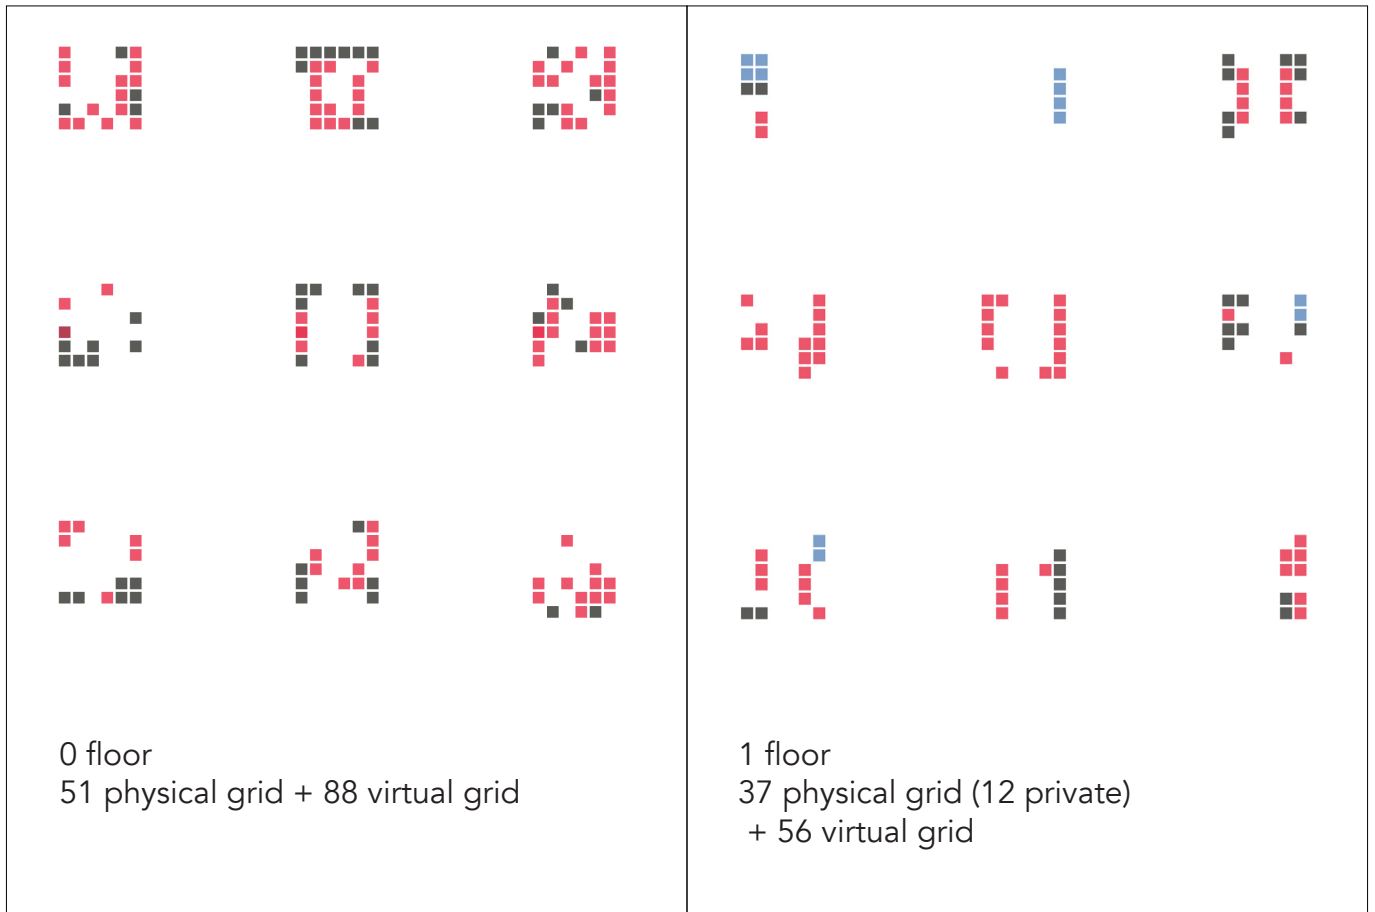 0 floor
51 physical grid + 88 virtual grid
1 floor
37 physical grid (12 private)
+ 56 virtual grid